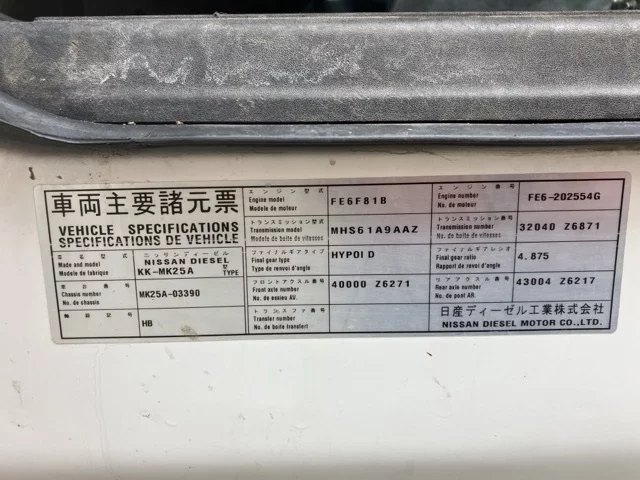 車両主要諸元票
VEHICLE SPECIFICATIONS
SPECIFICATIONS DE VEHICLE
ニッサンディーゼル
Made and model
Modele de fabrique
NISSAN DIESEL
KK-MK25A
TYPE
車台番号
Chassis number
No. de chassis
MK25A-03390
HB
エンジン型式
Engine model
Modele de moteur
FE6F81B
エンジン番号
Engine number
No. de moteur
FE6-202554G
トランスミッション型式
Transmission model
Modele de boite de vitesses
MHS61A9AAZ
トランスミッション番号
Transmission number
No. de boite de vitesses
32040 Z6871
ファイナルギアタイプ
Final gear type
Type de renvoi d'angle
HYPOID
ファイナルギアレシオ
Final gear ratio
Rapport de renvoi d'angle
4.875
フロントアクスル番号
Front axle number
No. de essieu AV.
40000 Z6271
リアアクスル番号
Rear axle number
No. de pont AR.
43004 Z6217
トランスファ番号
Transfer number
No. de boite transfert
日産ディーゼル工業株式会社
NISSAN DIESEL MOTOR CO.,LTD.